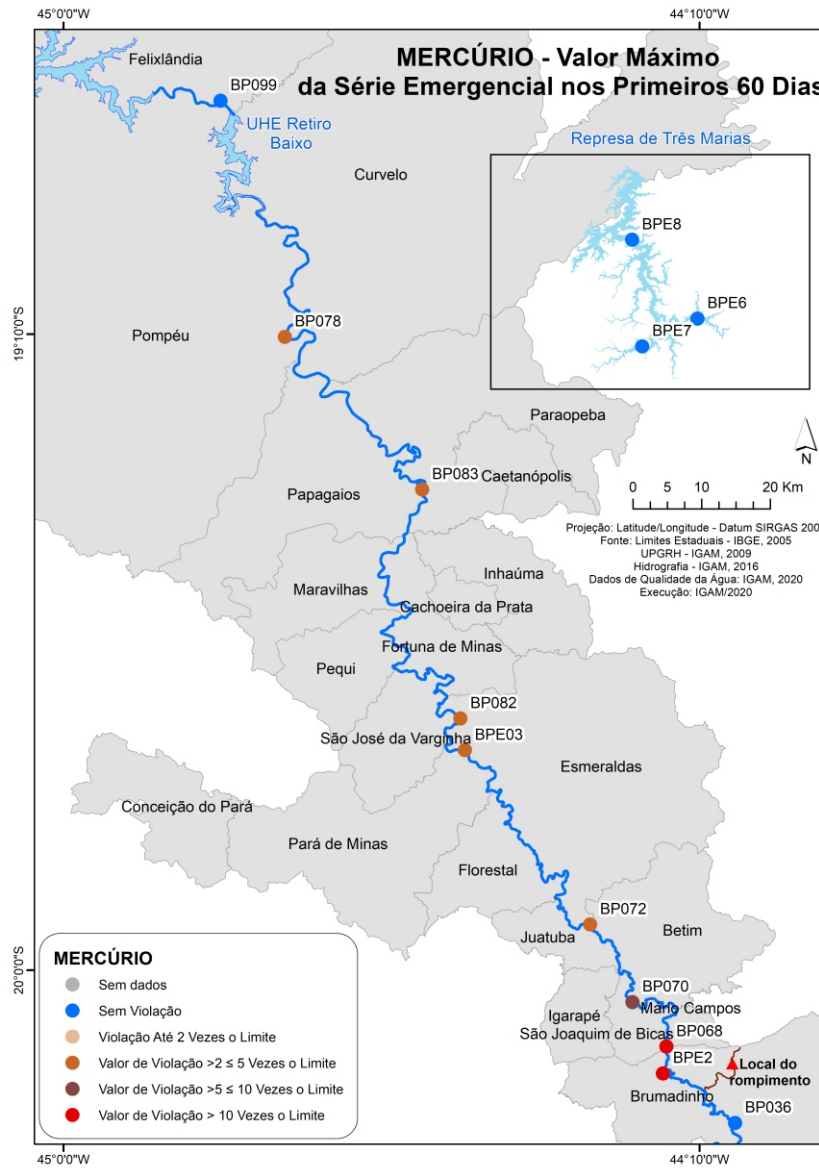 45°0'0"W
44°10'0"W
MERCÚRIO - Valor Máximo
da Série Emergencial nos Primeiros 60 Dias
Felixlândia
BP099
UHE Retiro
Baixo
Curvelo
Represa de Três Marias
BPE8
BPE6
BPE7
19°10'0"S
Pompéu
BP078
Paraopeba
N
BP083
Caetanópolis
Papagaios
0 5 10 20 Km
Projeção: Latitude/Longitude - Datum SIRGAS 200
Fonte: Limites Estaduais - IBGE, 2005
UPGRH - IGAM, 2009
Hidrografia - IGAM, 2016
Dados de Qualidade da Água: IGAM, 2020
Execução: IGAM/2020
Inhaúma
Maravilhas
Cachoeira da Prata
Fortuna de Minas
Pequi
BP082
São José da Varginha
BPE03
Esmeraldas
Conceição do Pará
Pará de Minas
Florestal
BP072
Juatuba
Betim
20°0'0"S
BP070
Mário Campos
Igarapé
São Joaquim de Bicas
BP068
BPE2
Local do
rompimento
Brumadinho
BP036
MERCÚRIO
Sem dados
Sem Violação
Violação Até 2 Vezes o Limite
Valor de Violação >2 ≤ 5 Vezes o Limite
Valor de Violação >5 ≤ 10 Vezes o Limite
Valor de Violação > 10 Vezes o Limite
45°0'0"W
44°10'0"W